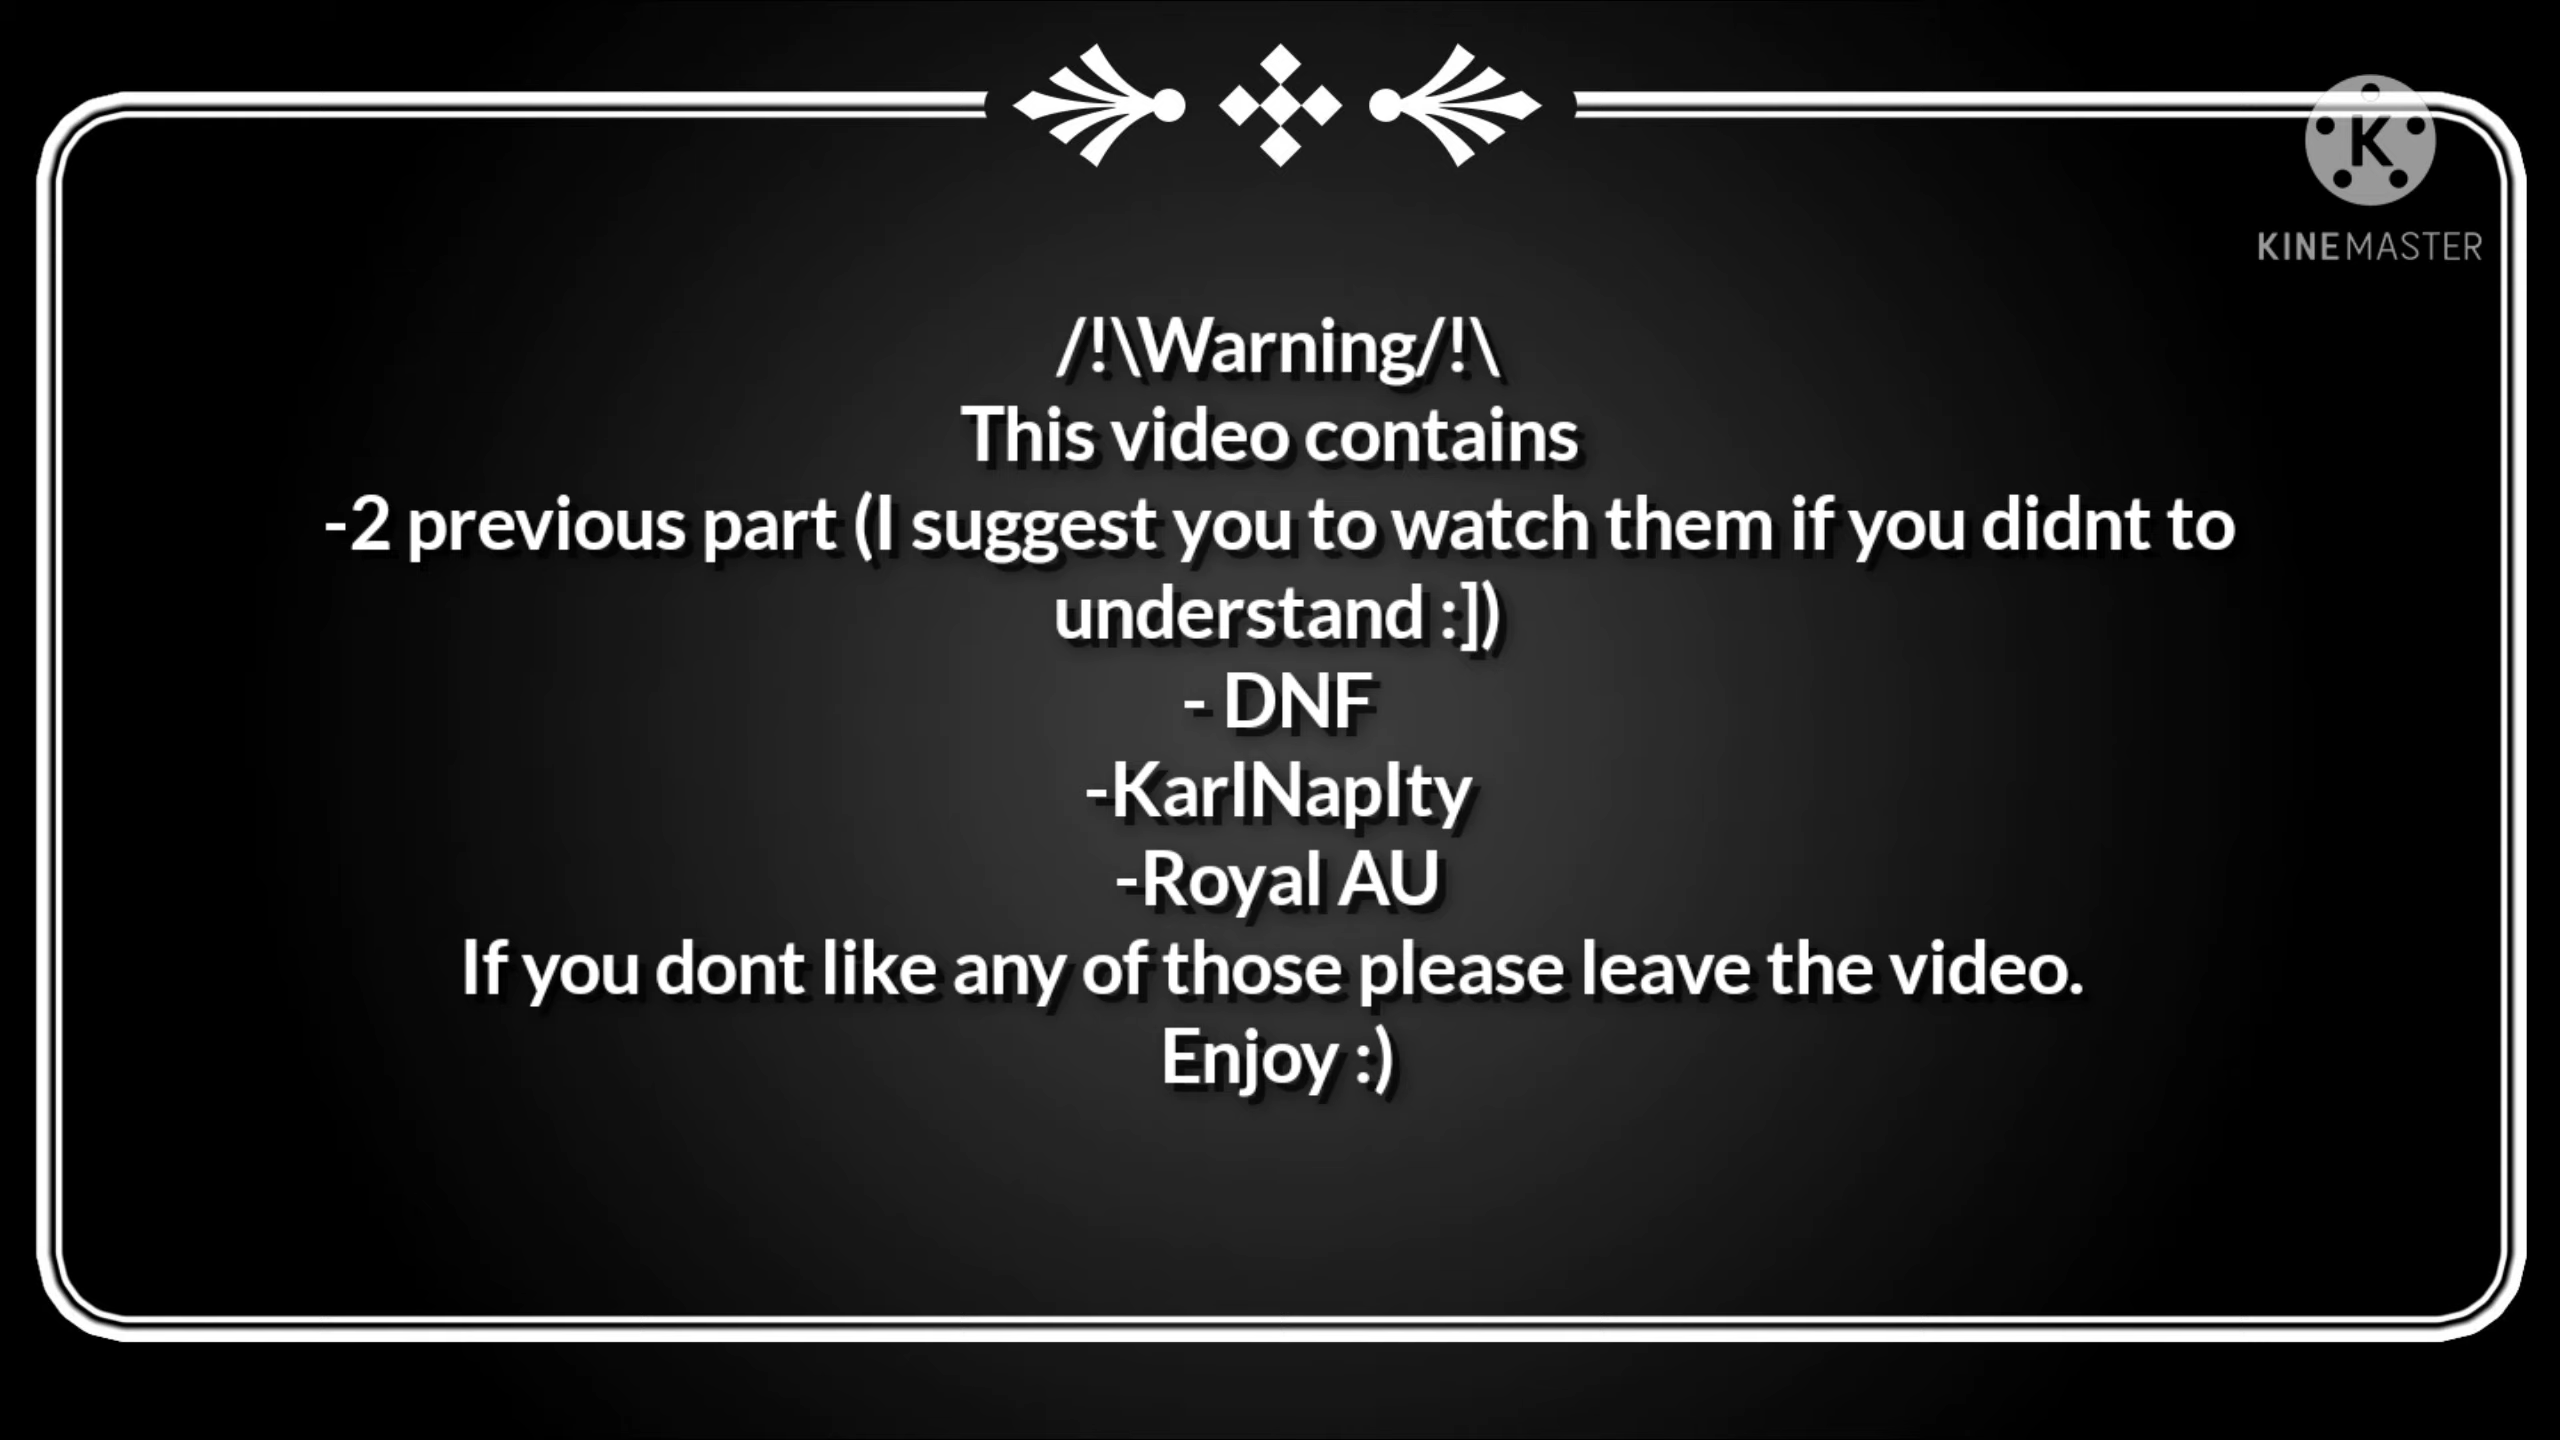 K
KINEMASTER
/!\Warning/!\
This video contains
-2 previous part (I suggest you to watch them if you didnt to
understand :])
- DNF
-KarlNapIty
-Royal AU
If you dont like any of those please leave the video.
Enjoy :)